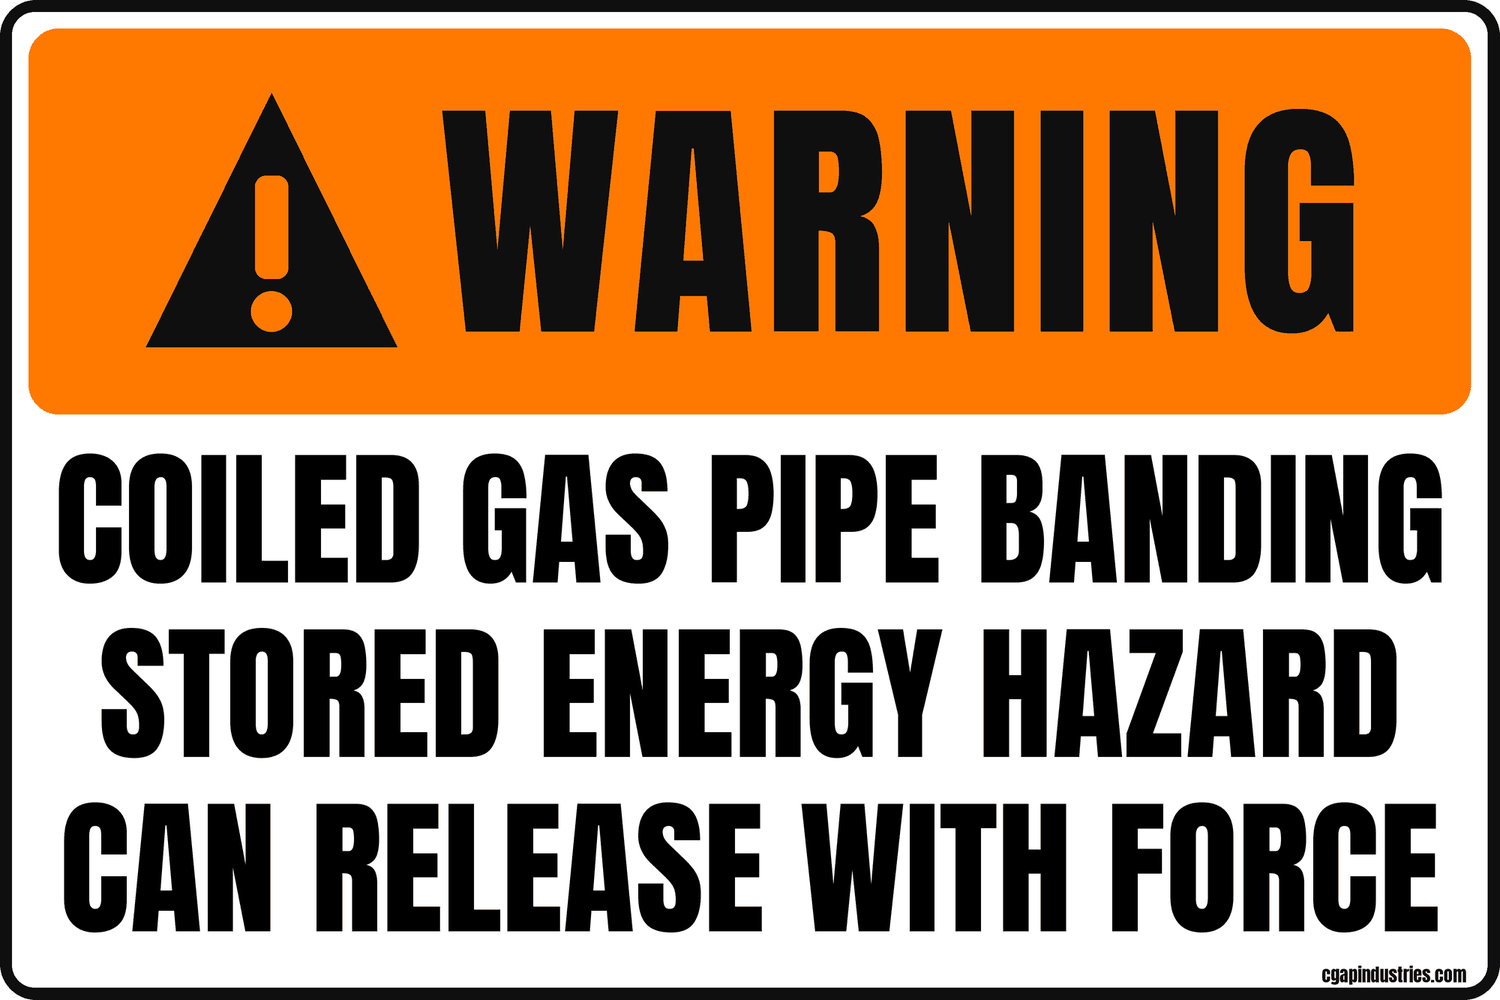 WARNING
COILED GAS PIPE BANDING
STORED ENERGY HAZARD
CAN RELEASE WITH FORCE
cgapindustries.com